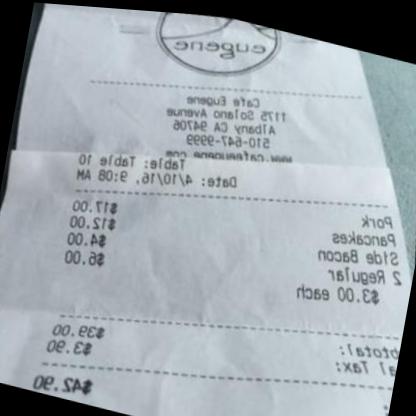 eugene
Cafe Eugene
1175 Solano Avenue
Albany CA 94706
510-647-9999
www.cafeeugene.com
Table: Table 10
Date: 4/10/16, 9:08 AM
Pork $17.00
Pancakes $12.00
Side Bacon $4.00
2 Regular $6.00
$3.00 each
btotal: $39.00
al Tax: $3.90
$42.90